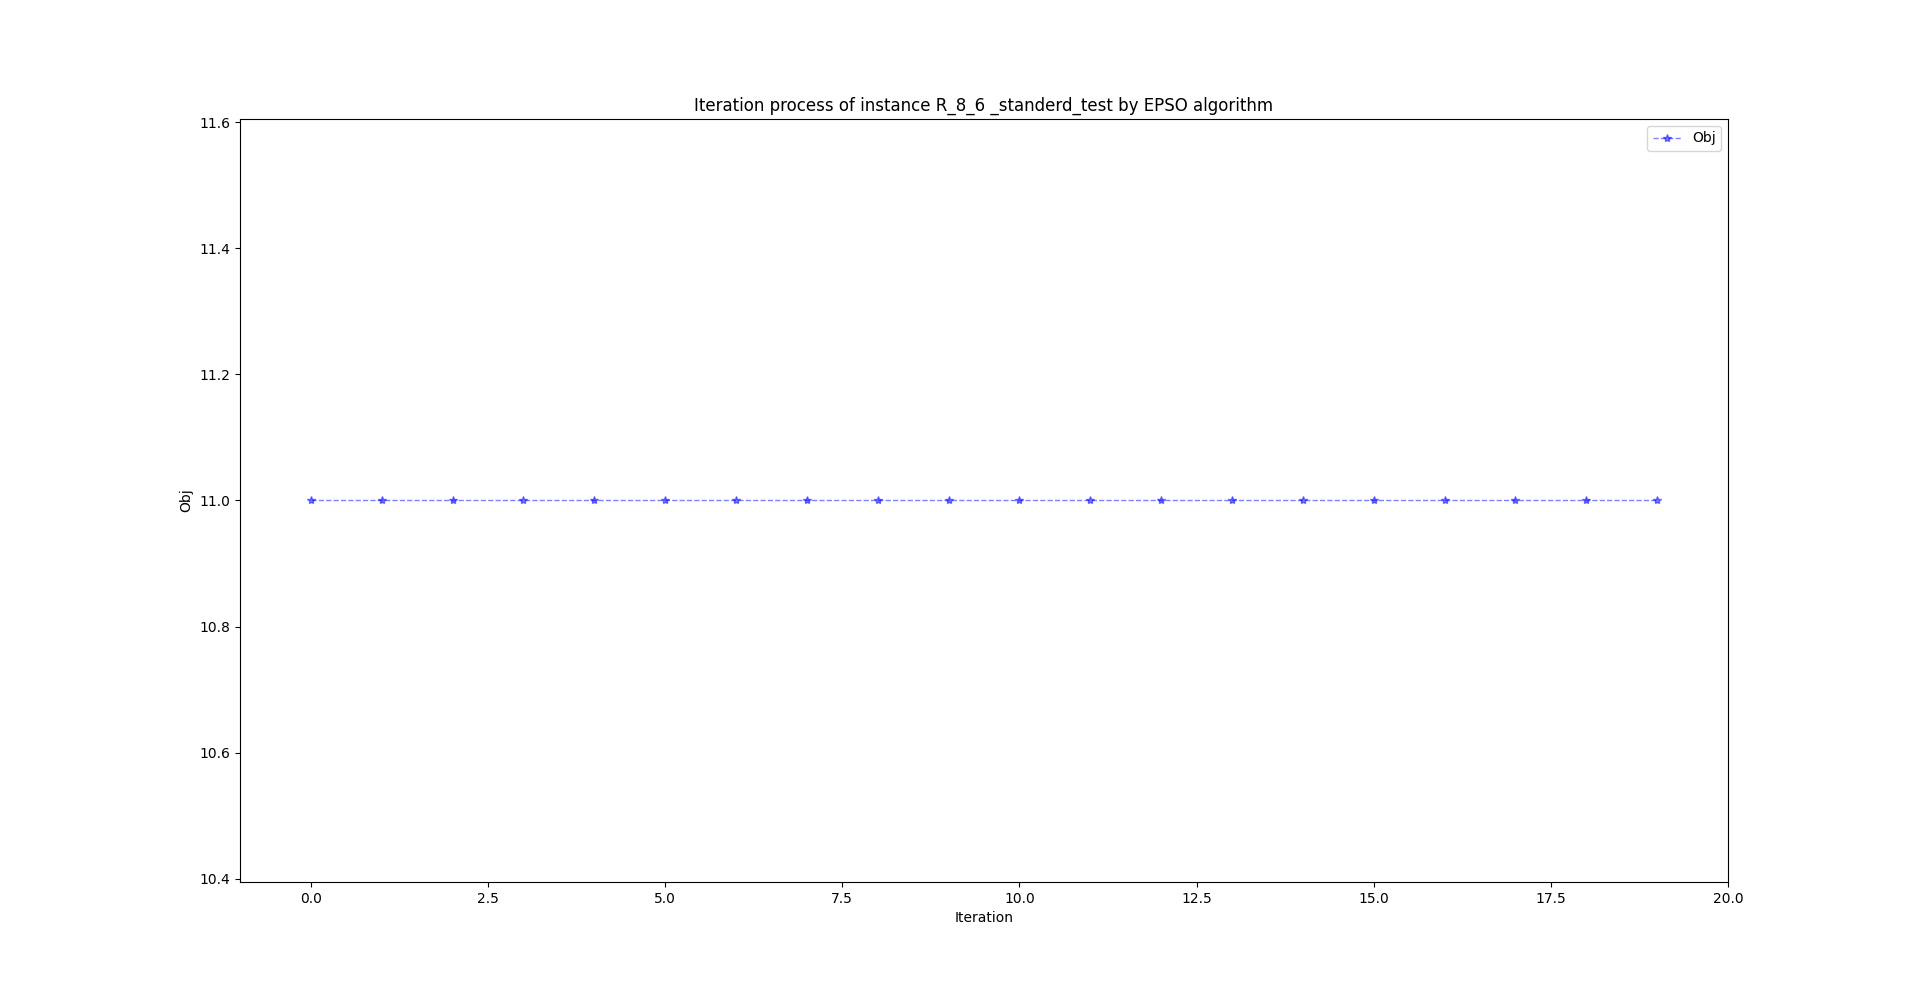 Iteration process of instance R_8_6 _standerd_test by EPSO algorithm
11.6
Obj
11.4
11.2
11.0
Obj
10.8
10.6
10.4
0.0 2.5 5.0 7.5 10.0 12.5 15.0 17.5 20.0
Iteration